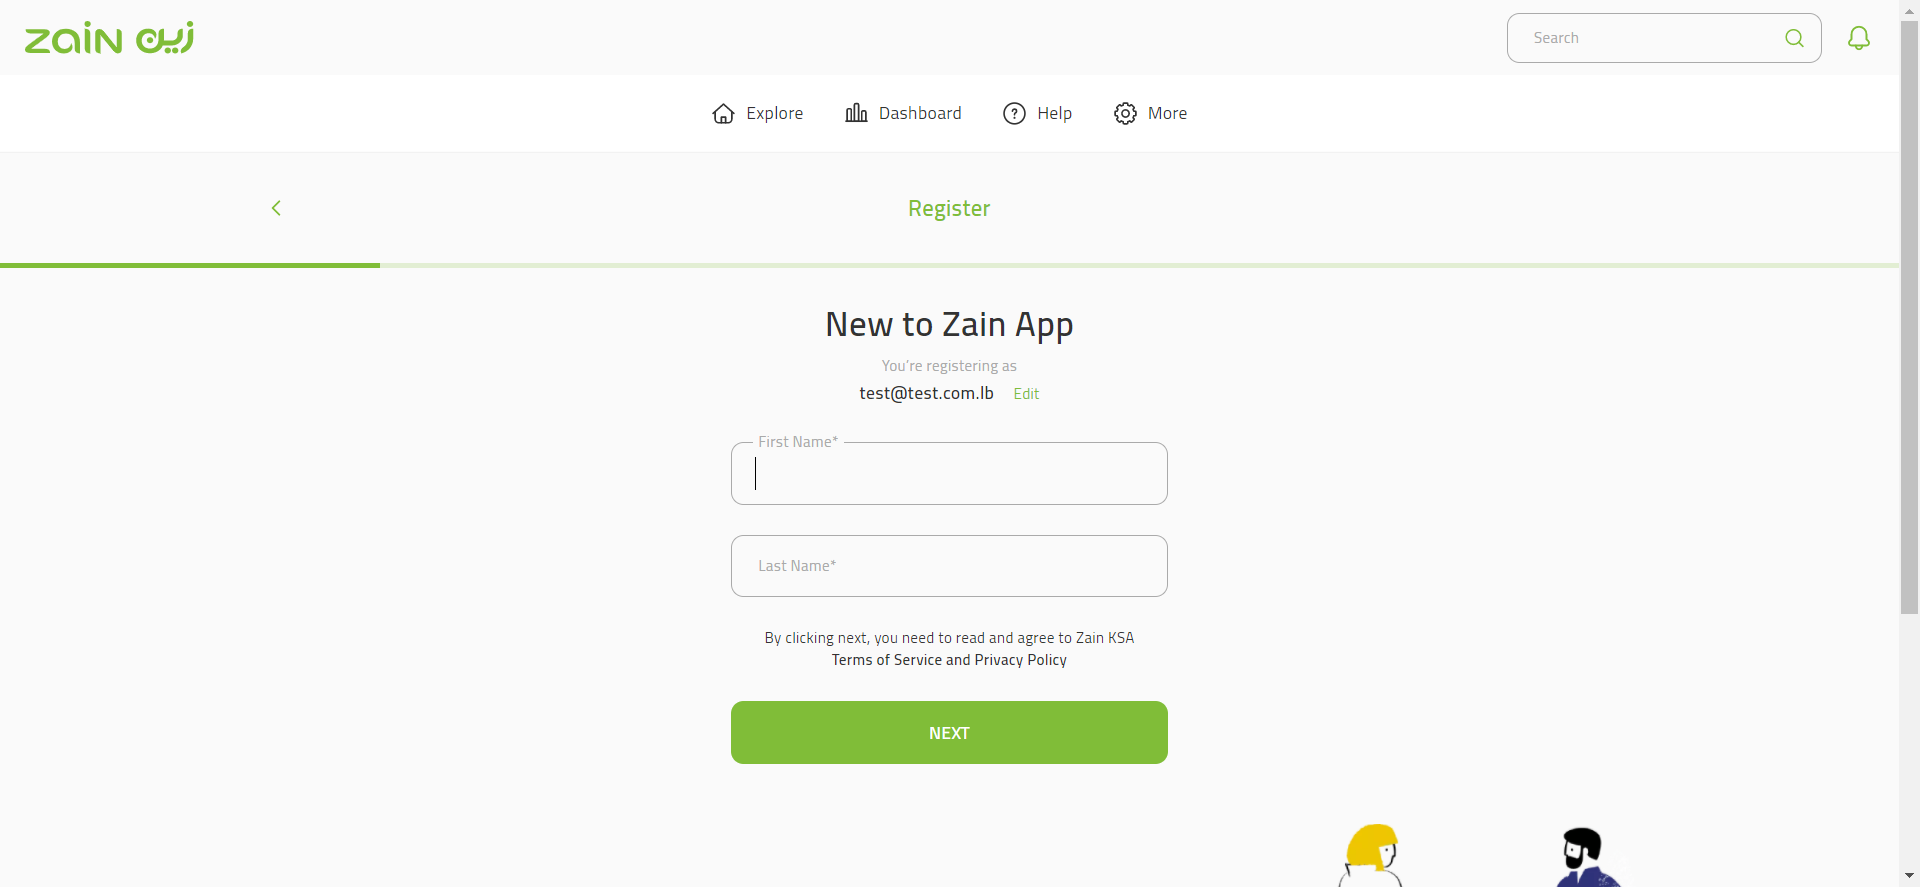 zain زين
Search
Explore
Dashboard
Help
More
Register
New to Zain App
You're registering as
test@test.com.lb Edit
First Name*
Last Name*
By clicking next, you need to read and agree to Zain KSA
Terms of Service and Privacy Policy
NEXT